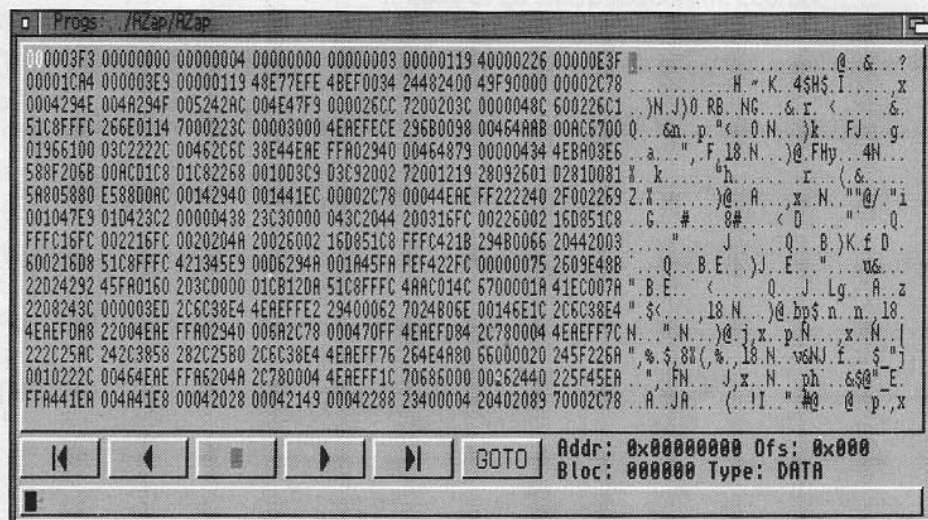 Progs: ./AZap/AZap
000003F3 00000000 00000004 00000000 00000003 00000119 40000226 00000E3F ........................@..&...?
00001CA4 000003E9 00000119 48E77EFE 4BEF0034 24482400 49F90000 00002C78
0004294E 004A294F 005242AC 004E47F9 000026CC 7200203C 0000048C 600226C1
51C8FFFC 266E0114 7000223C 00003000 4EAEFECE 296B0098 00464AAB 00AC6700
01966100 03C2222C 00462C6C 38E44EAE FFA02940 00464879 00000434 4EBA03E6
588F206B 00ACD1C8 D1C82268 0010D3C9 D3C92002 72001219 28092601 D281D081
5A805880 E588D0AC 00142940 001441EC 00002C78 00044EAE FF222240 2F002269
001047E9 01D423C2 00000438 23C30000 043C2044 200316FC 00226002 16D851C8
FFFC16FC 002216FC 0020204A 20026002 16D851C8 FFFC421B 294B0066 20442003
600216D8 51C8FFFC 421345E9 00D6294A 001A45FA FEF422FC 00000075 2609E48B
22D24292 45FA0160 203C0000 01CB12DA 51C8FFFC 4AAC014C 6700001A 41EC007A
2208243C 000003ED 2C6C38E4 4EAEFFE2 29400062 7024B06E 00146E1C 2C6C38E4
4EAEFDA8 22004EAE FFA02940 006A2C78 000470FF 4EAEFD84 2C780004 4EAEFF7C
222C25AC 242C3858 282C25B0 2C6C38E4 4EAEFF76 264E4A80 66000020 245F226A
0010222C 00464EAE FFA6204A 2C780004 4EAEFF1C 70686000 00262440 225F45EA
FFA441EA 004A41E8 00042028 00042149 00042288 23400004 20402089 70002C78
GOTO
Addr: 0x00000000 Ofs: 0x000
Bloc: 000000 Type: DATA